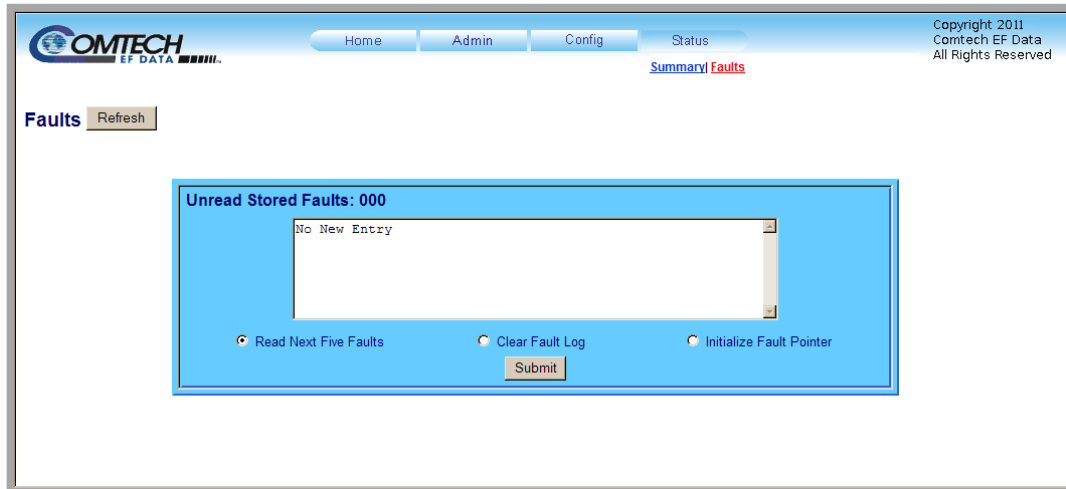 COMTECH
EF DATA
Home Admin Config Status
Summary| Faults
Copyright 2011
Comtech EF Data
All Rights Reserved
Faults Refresh
Unread Stored Faults: 000
No New Entry
Read Next Five Faults Clear Fault Log Initialize Fault Pointer
Submit